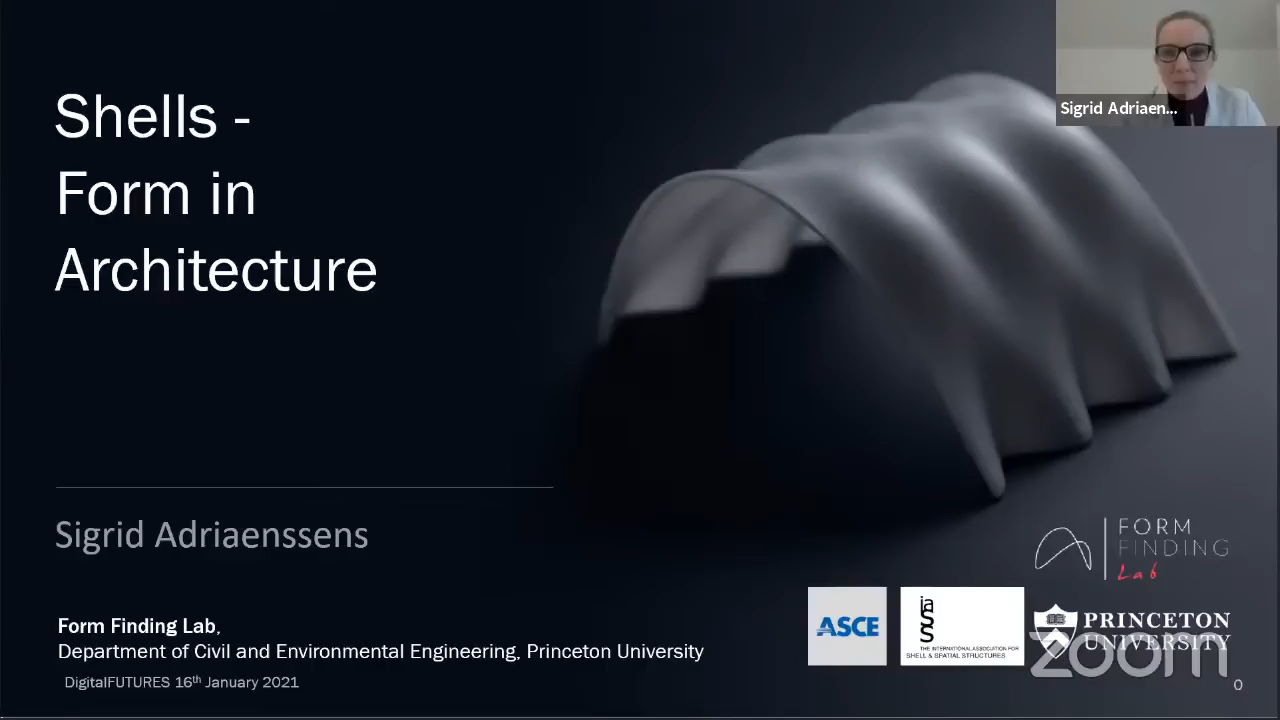 Shells -
Form in
Architecture
Sigrid Adriaen...
Sigrid Adriaenssens
Form Finding Lab,
Department of Civil and Environmental Engineering, Princeton University
DigitalFUTURES 16th January 2021
FORM
FINDING
Lab
ASCE
iass
THE INTERNATIONAL ASSOCIATION FOR
SHELL & SPATIAL STRUCTURES
PRINCETON
UNIVERSITY
zoom
0